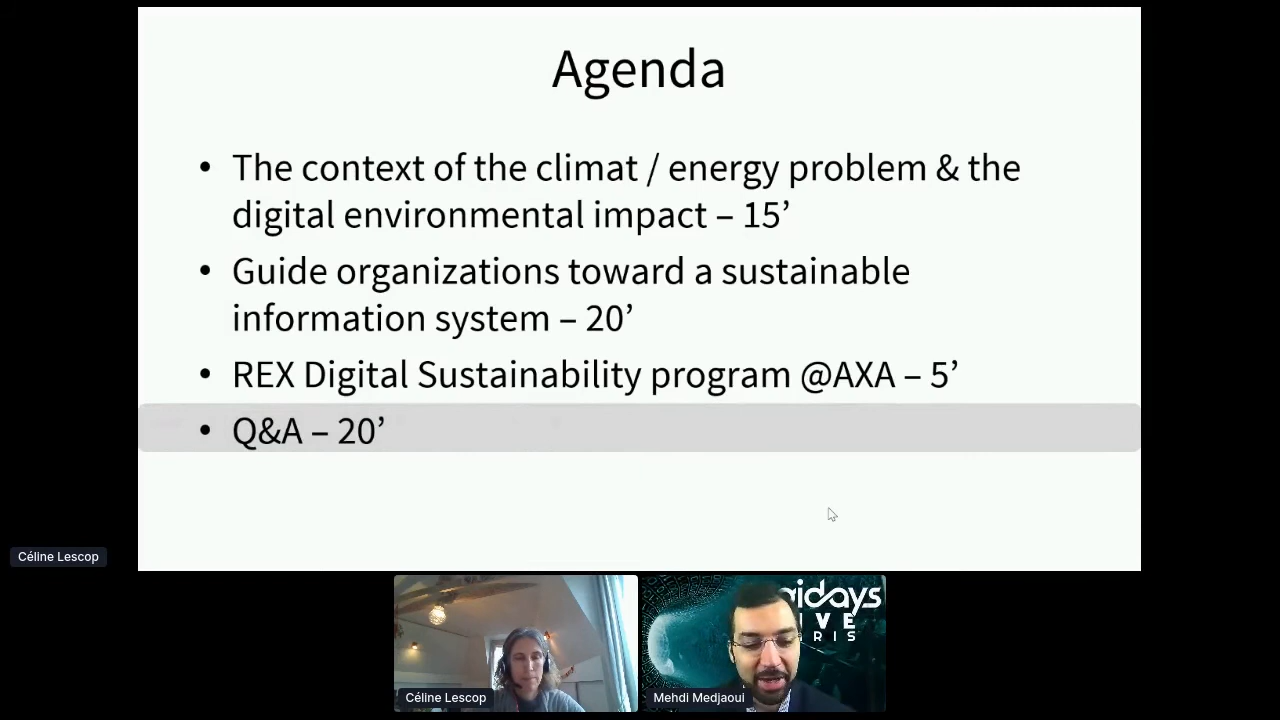 Agenda
• The context of the climat / energy problem & the
digital environmental impact – 15’
• Guide organizations toward a sustainable
information system – 20’
• REX Digital Sustainability program @AXA – 5’
• Q&A – 20’
Céline Lescop
Céline Lescop
Mehdi Medjaoui